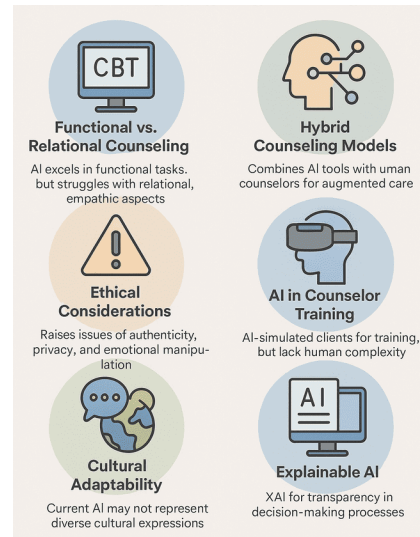 CBT
Functional vs.
Relational Counseling
AI excels in functional tasks.
but struggles with relational,
empathic aspects
Hybrid
Counseling Models
Combines AI tools with uman
counselors for augmented care
Ethical
Considerations
Raises issues of authenticity,
privacy, and emotional manipu-
lation
AI in Counselor
Training
AI-simulated clients for training,
but lack human complexity
Cultural
Adaptability
Current AI may not represent
diverse cultural expressions
AI
Explainable AI
XAI for transparency in
decision-making processes